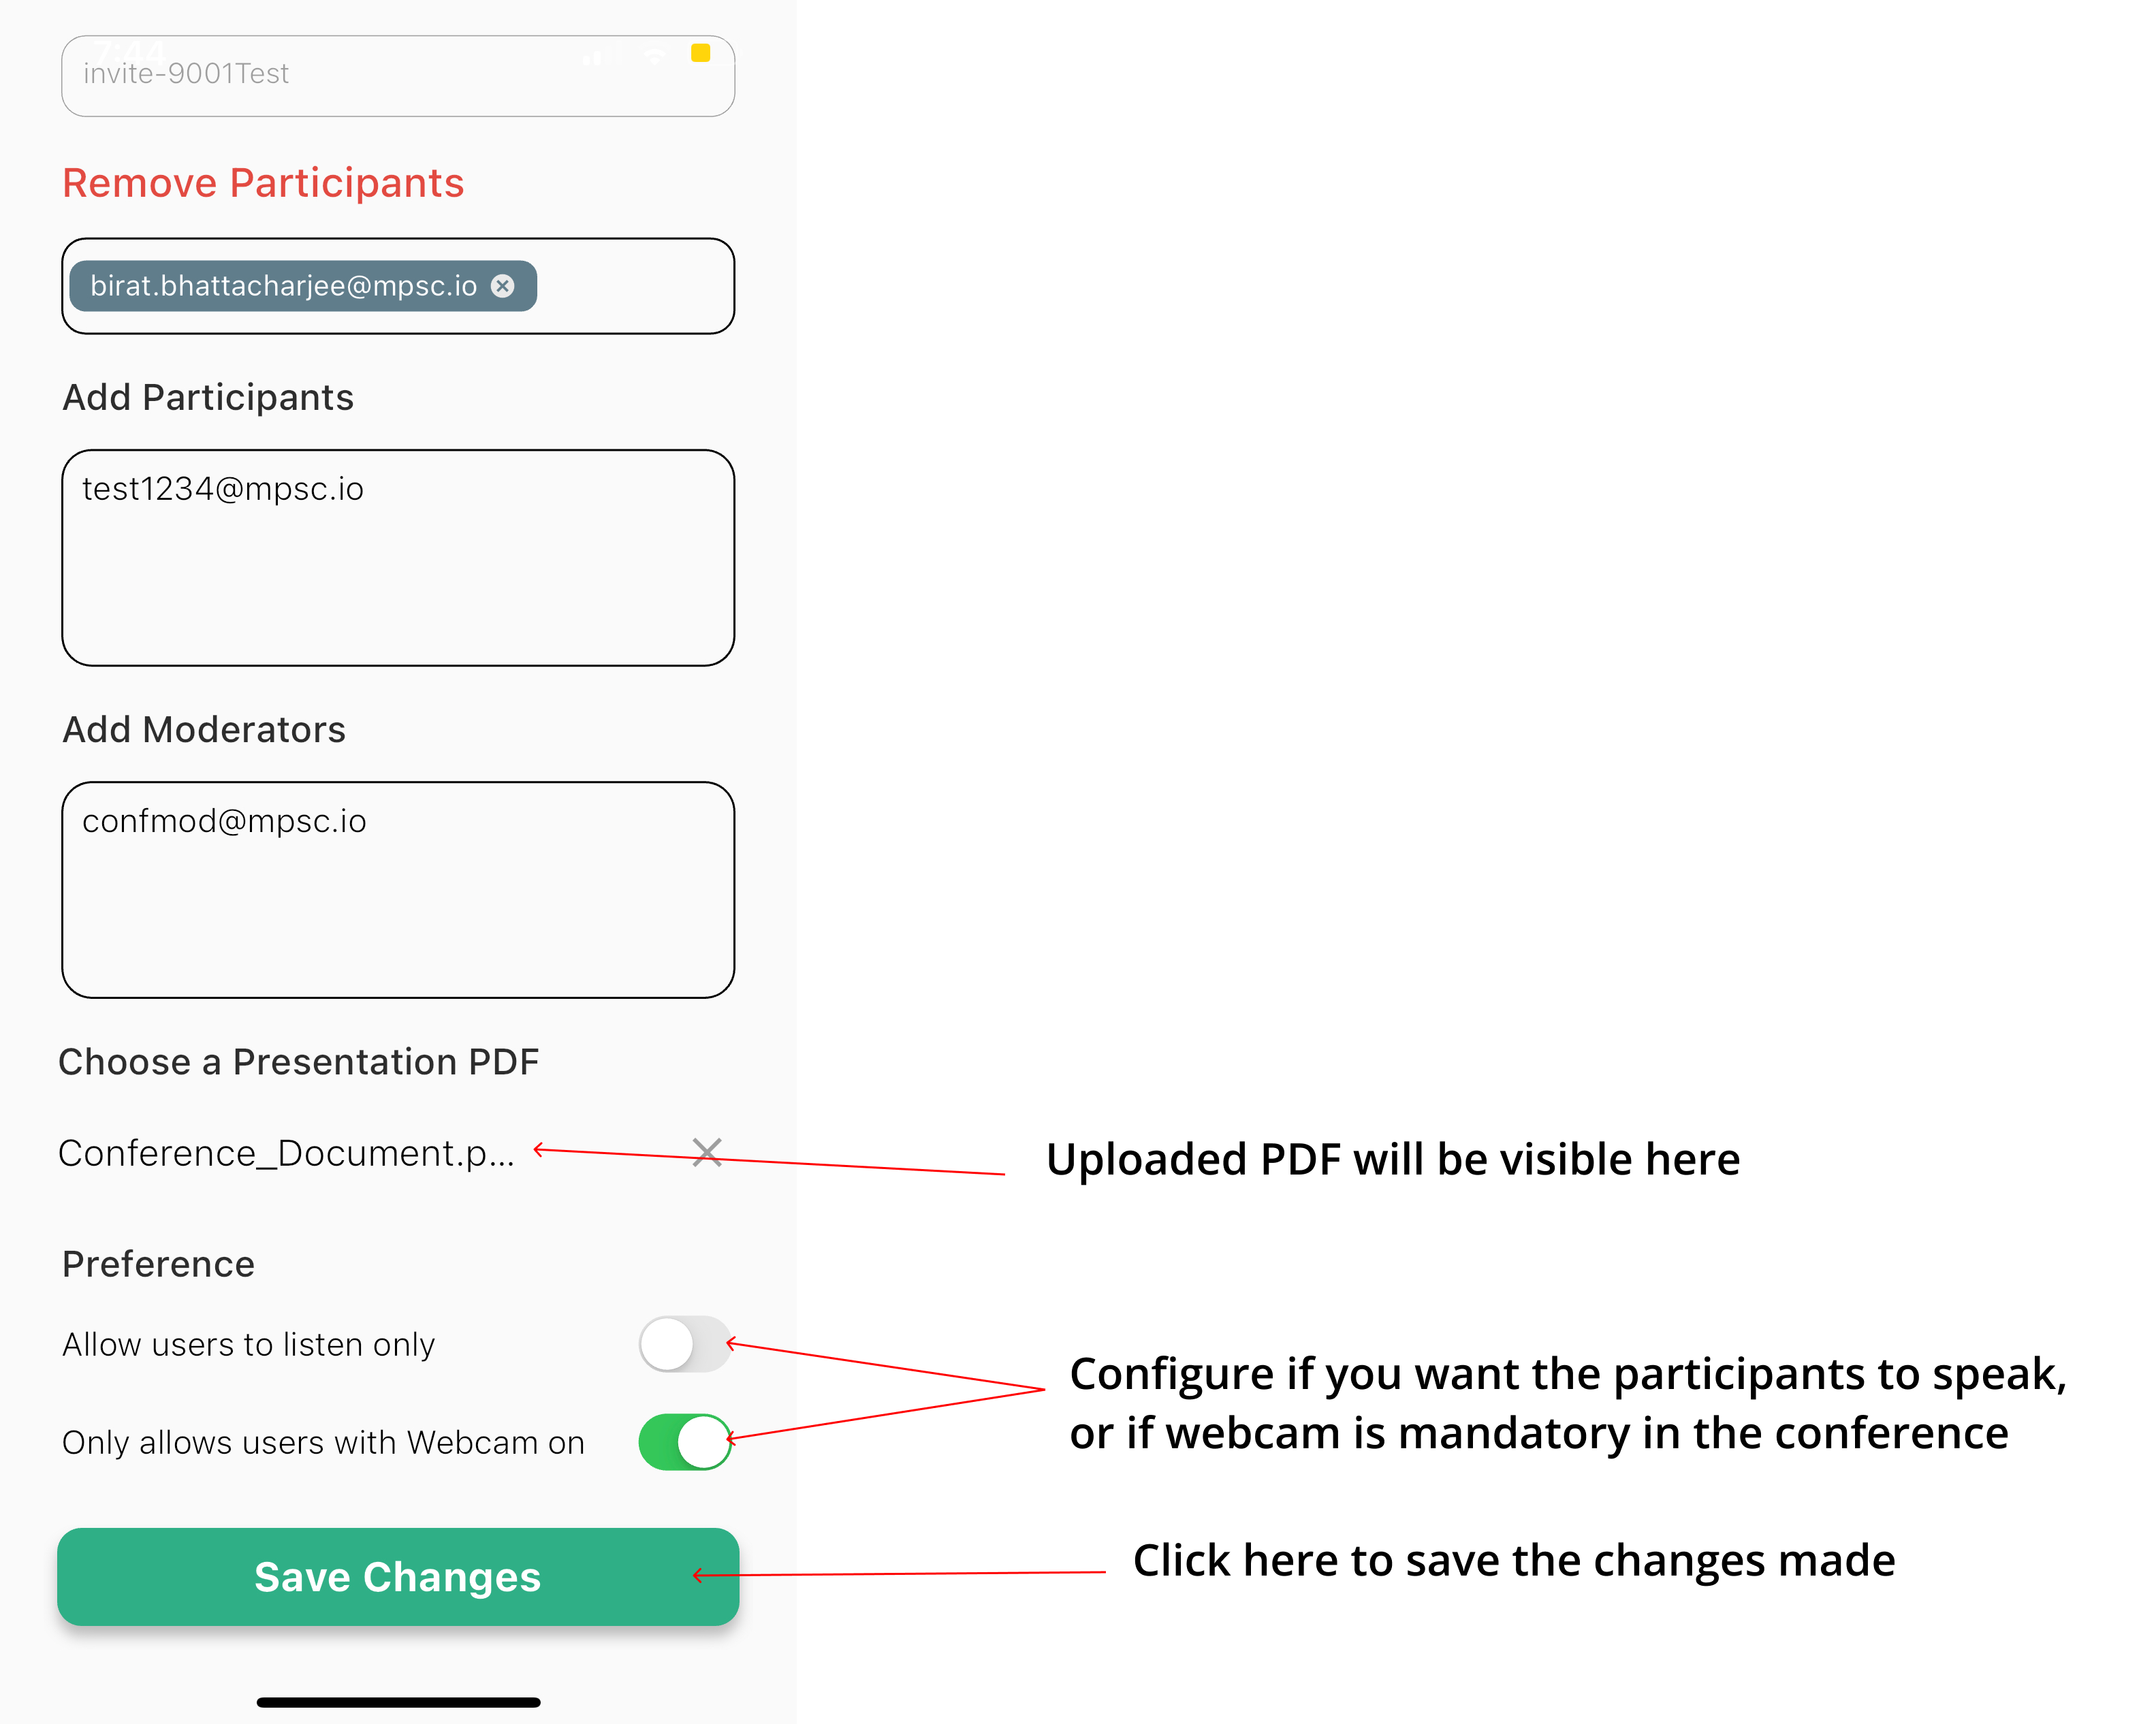 7:44
invite-9001Test
Remove Participants
birat.bhattacharjee@mpsc.io
Add Participants
test1234@mpsc.io
Add Moderators
confmod@mpsc.io
Choose a Presentation PDF
Conference_Document.p...
Uploaded PDF will be visible here
Preference
Allow users to listen only
Only allows users with Webcam on
Configure if you want the participants to speak,
or if webcam is mandatory in the conference
Save Changes
Click here to save the changes made